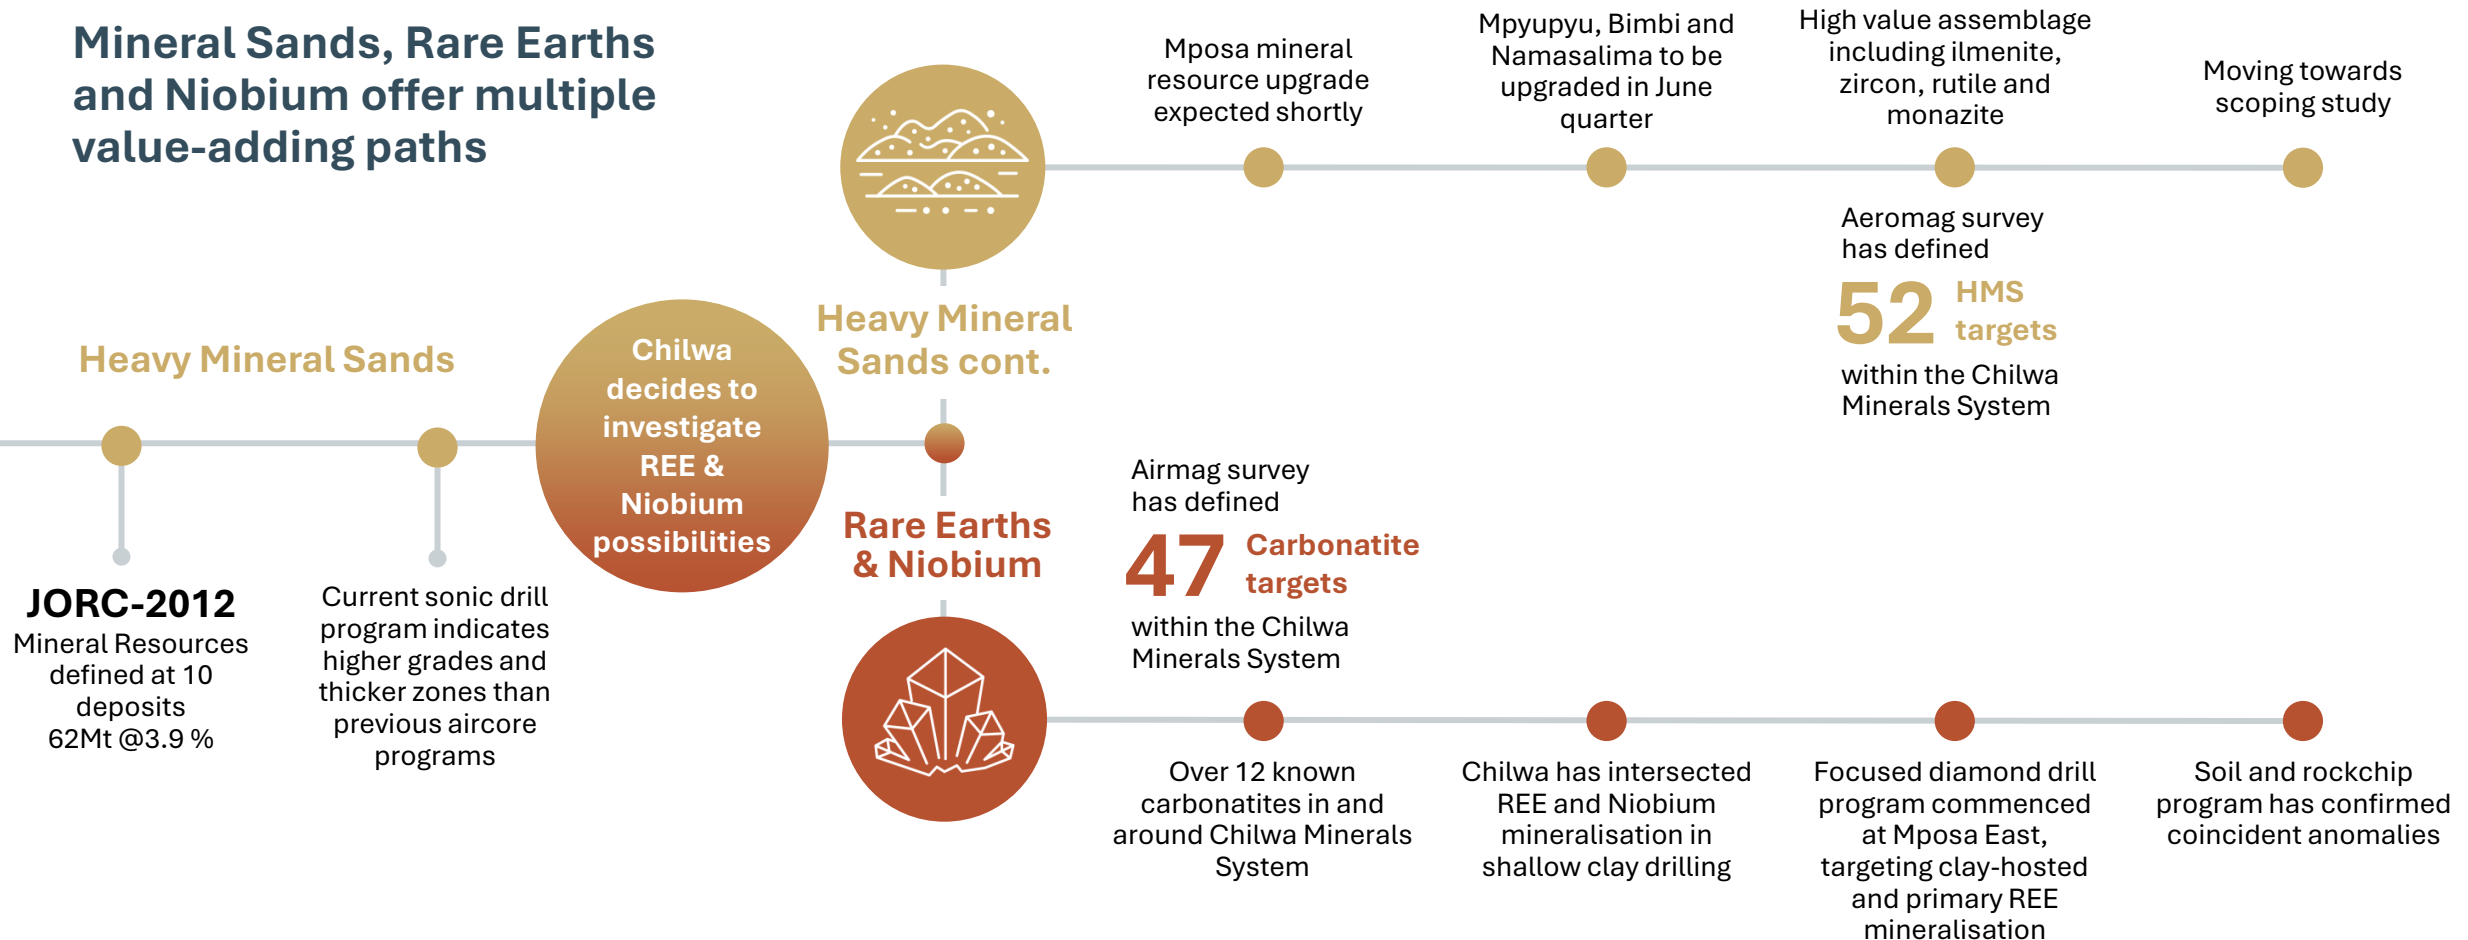 Mineral Sands, Rare Earths
and Niobium offer multiple
value-adding paths
Heavy Mineral Sands
JORC-2012
Mineral Resources
defined at 10
deposits
62Mt @3.9 %
Current sonic drill
program indicates
higher grades and
thicker zones than
previous aircore
programs
Chilwa
decides to
investigate
REE &
Niobium
possibilities
Heavy Mineral
Sands cont.
Mposa mineral
resource upgrade
expected shortly
Mpyupyu, Bimbi and
Namasalima to be
upgraded in June
quarter
High value assemblage
including ilmenite,
zircon, rutile and
monazite
Moving towards
scoping study
Aeromag survey
has defined
52 HMS
targets
within the Chilwa
Minerals System
Rare Earths
& Niobium
Airmag survey
has defined
47 Carbonatite
targets
within the Chilwa
Minerals System
Over 12 known
carbonatites in and
around Chilwa Minerals
System
Chilwa has intersected
REE and Niobium
mineralisation in
shallow clay drilling
Focused diamond drill
program commenced
at Mposa East,
targeting clay-hosted
and primary REE
mineralisation
Soil and rockchip
program has confirmed
coincident anomalies